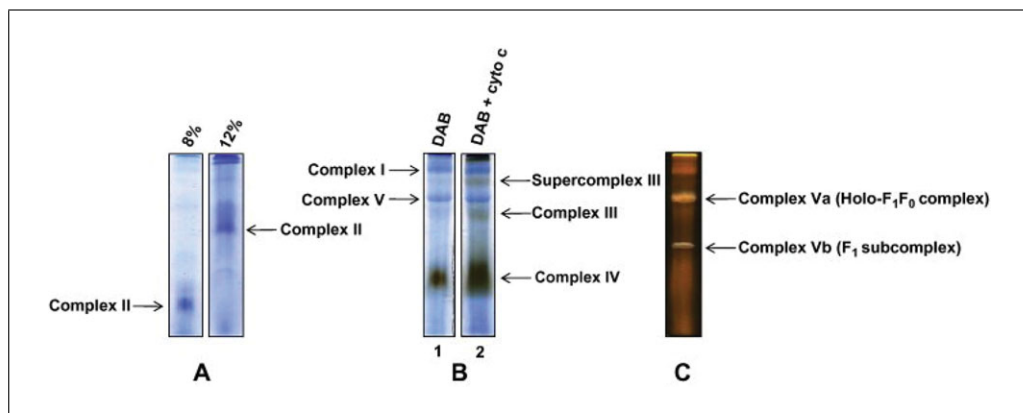 8%
12%
Complex II
Complex II
A
DAB
DAB + cyto c
Complex I
Complex V
Supercomplex III
Complex III
Complex IV
1
2
B
Complex Va (Holo-F₁F₀ complex)
Complex Vb (F₁ subcomplex)
C